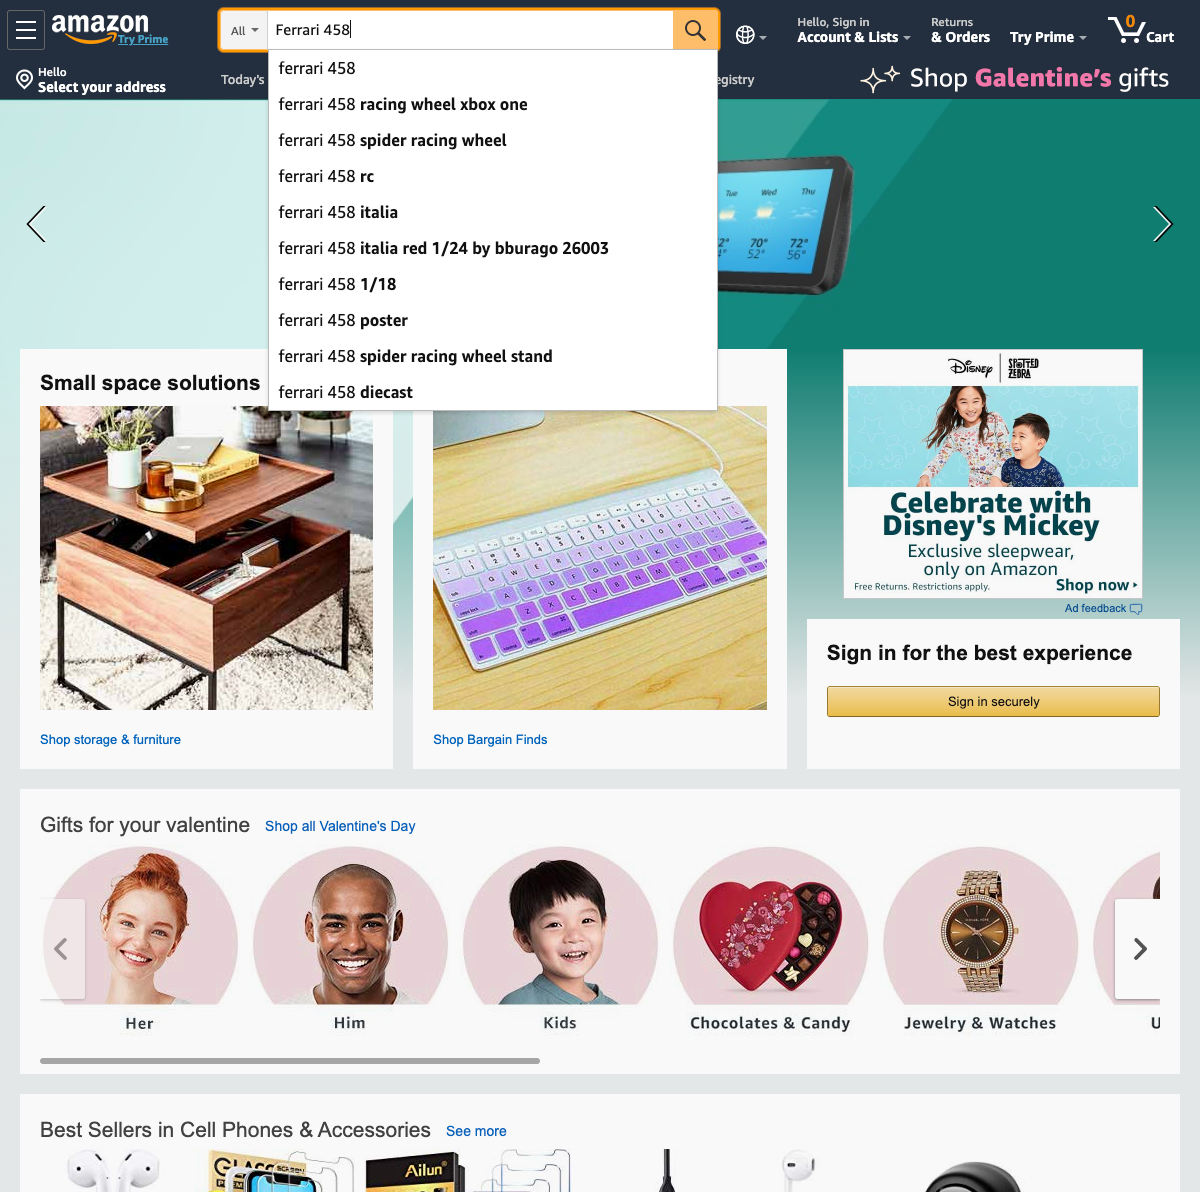 amazon
Try Prime
All
Ferrari 458
Hello, Sign in
Account & Lists
Returns
& Orders
Try Prime
0
Cart
Hello
Select your address
Today's
egistry
Shop Galentine's gifts
ferrari 458
ferrari 458 racing wheel xbox one
ferrari 458 spider racing wheel
ferrari 458 rc
ferrari 458 italia
ferrari 458 italia red 1/24 by bburago 26003
ferrari 458 1/18
ferrari 458 poster
ferrari 458 spider racing wheel stand
ferrari 458 diecast
Tue Wed Thu
2° 70° 72°
54° 52° 56°
Small space solutions
Shop storage & furniture
Shop Bargain Finds
Disney SPOTTED ZEBRA
Celebrate with
Disney's Mickey
Exclusive sleepwear,
only on Amazon
Free Returns. Restrictions apply.
Shop now
Ad feedback
Sign in for the best experience
Sign in securely
Gifts for your valentine
Shop all Valentine's Day
Her
Him
Kids
Chocolates & Candy
Jewelry & Watches
U
Best Sellers in Cell Phones & Accessories
See more
GLASS SCREEN
Ailun